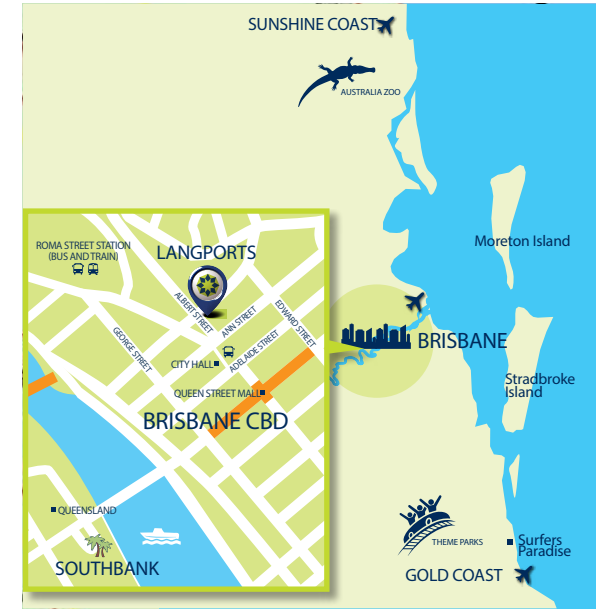 SUNSHINE COAST
AUSTRALIA ZOO
Moreton Island
ROMA STREET STATION
(BUS AND TRAIN)
LANGPORTS
ALBERT STREET
ANN STREET
EDWARD STREET
GEORGE STREET
ADELAIDE STREET
CITY HALL
QUEEN STREET MALL
BRISBANE CBD
BRISBANE
Stradbroke
Island
QUEENSLAND
SOUTHBANK
THEME PARKS
Surfers
Paradise
GOLD COAST